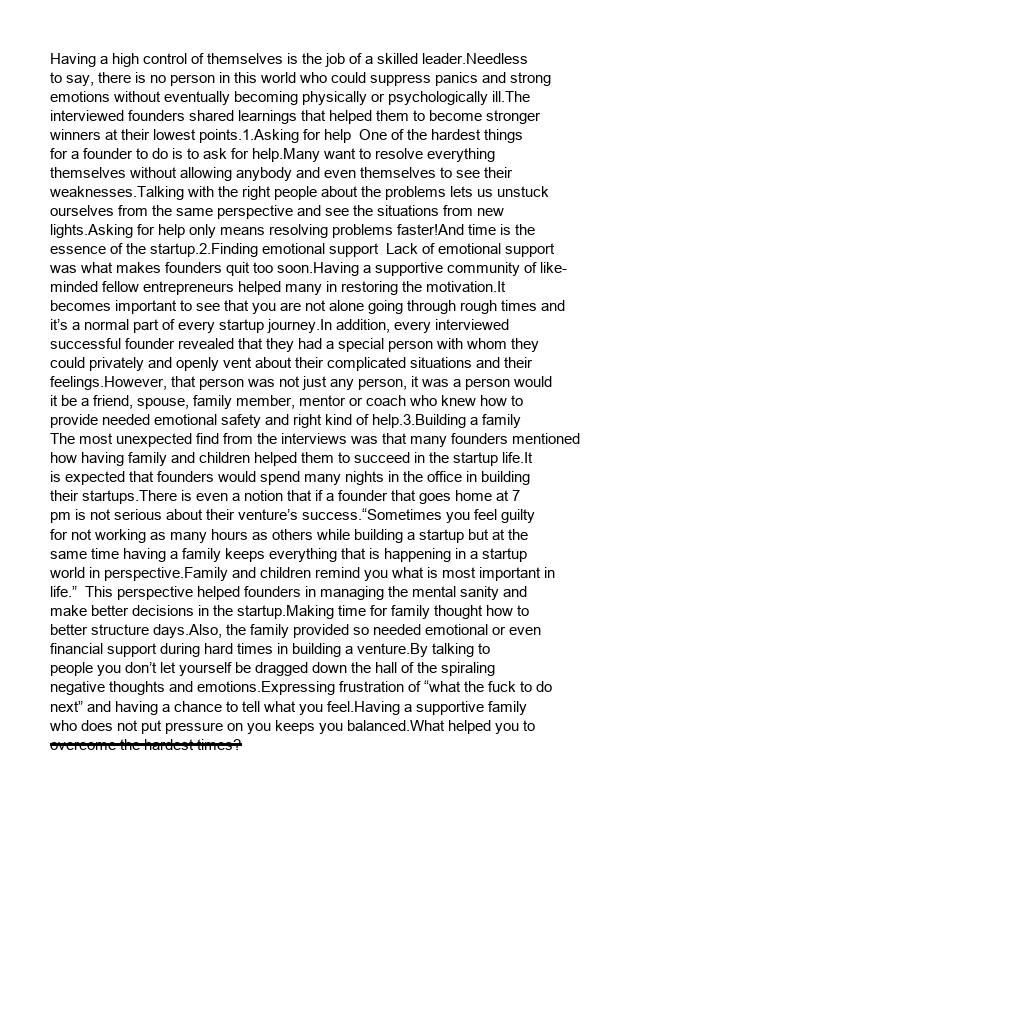 Having a high control of themselves is the job of a skilled leader.Needless
to say, there is no person in this world who could suppress panics and strong
emotions without eventually becoming physically or psychologically ill.The
interviewed founders shared learnings that helped them to become stronger
winners at their lowest points.1.Asking for help  One of the hardest things
for a founder to do is to ask for help.Many want to resolve everything
themselves without allowing anybody and even themselves to see their
weaknesses.Talking with the right people about the problems lets us unstuck
ourselves from the same perspective and see the situations from new
lights.Asking for help only means resolving problems faster!And time is the
essence of the startup.2.Finding emotional support  Lack of emotional support
was what makes founders quit too soon.Having a supportive community of like-
minded fellow entrepreneurs helped many in restoring the motivation.It
becomes important to see that you are not alone going through rough times and
it’s a normal part of every startup journey.In addition, every interviewed
successful founder revealed that they had a special person with whom they
could privately and openly vent about their complicated situations and their
feelings.However, that person was not just any person, it was a person would
it be a friend, spouse, family member, mentor or coach who knew how to
provide needed emotional safety and right kind of help.3.Building a family
The most unexpected find from the interviews was that many founders mentioned
how having family and children helped them to succeed in the startup life.It
is expected that founders would spend many nights in the office in building
their startups.There is even a notion that if a founder that goes home at 7
pm is not serious about their venture’s success.“Sometimes you feel guilty
for not working as many hours as others while building a startup but at the
same time having a family keeps everything that is happening in a startup
world in perspective.Family and children remind you what is most important in
life.”  This perspective helped founders in managing the mental sanity and
make better decisions in the startup.Making time for family thought how to
better structure days.Also, the family provided so needed emotional or even
financial support during hard times in building a venture.By talking to
people you don’t let yourself be dragged down the hall of the spiraling
negative thoughts and emotions.Expressing frustration of “what the fuck to do
next” and having a chance to tell what you feel.Having a supportive family
who does not put pressure on you keeps you balanced.What helped you to
overcome the hardest times?